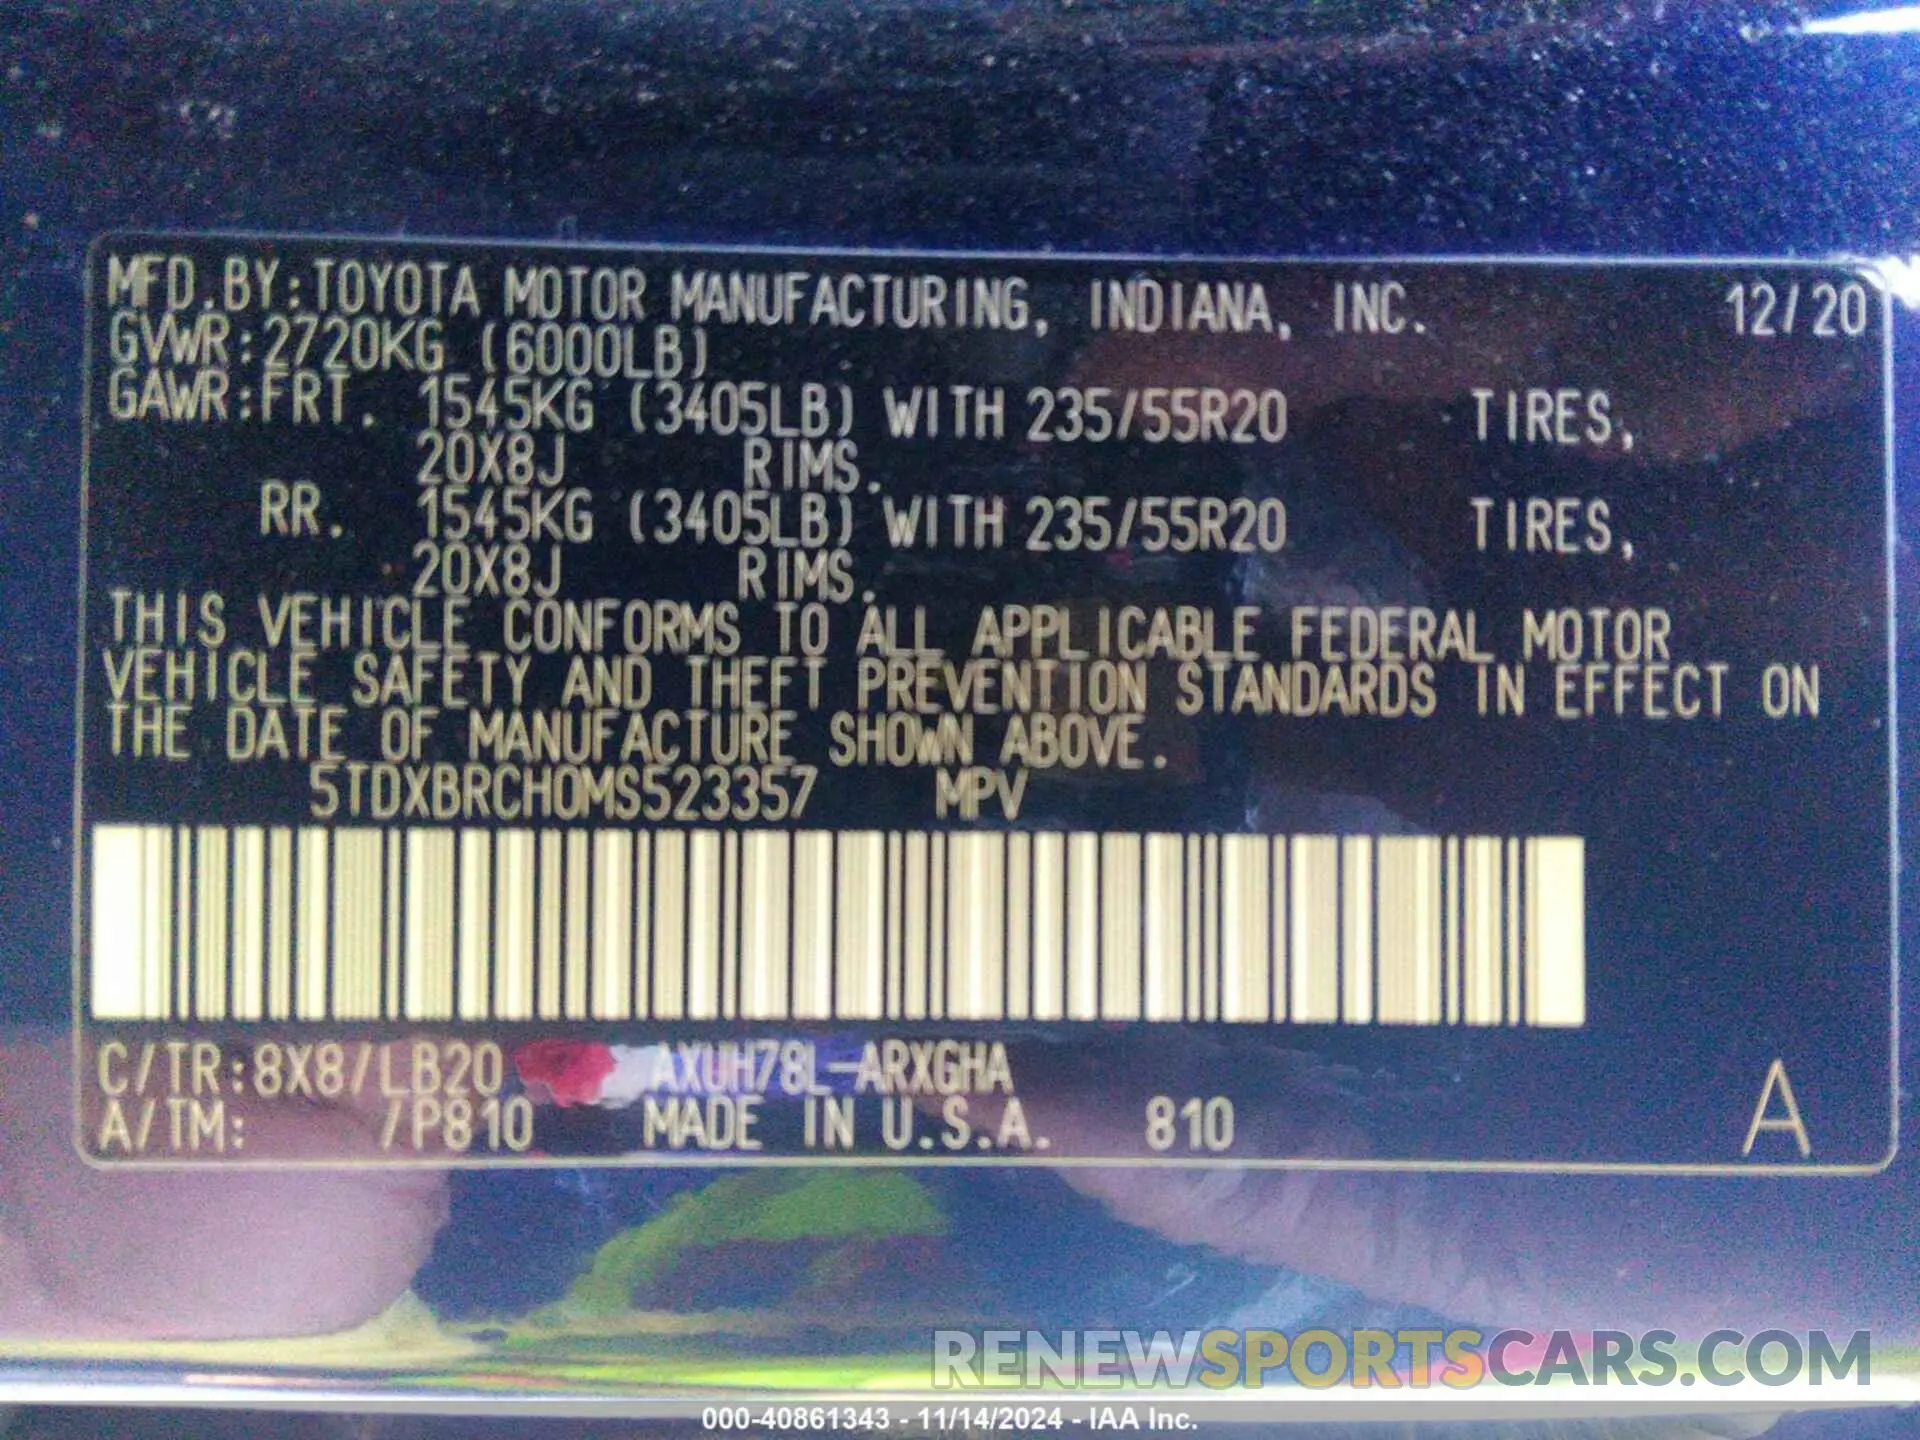 MFD.BY:TOYOTA MOTOR MANUFACTURING, INDIANA, INC. 12/20
GVWR:2720KG (6000LB)
GAWR:FRT. 1545KG (3405LB) WITH 235/55R20 TIRES,
20X8J RIMS.
RR. 1545KG (3405LB) WITH 235/55R20 TIRES,
20X8J RIMS.
THIS VEHICLE CONFORMS TO ALL APPLICABLE FEDERAL MOTOR
VEHICLE SAFETY AND THEFT PREVENTION STANDARDS IN EFFECT ON
THE DATE OF MANUFACTURE SHOWN ABOVE.
5TDXBRCH0MS523357 MPV
C/TR:8X8/LB20 AXUH78L-ARXGHA
A/TM: /P810 MADE IN U.S.A. 810 A
RENEWSPORTSCARS.COM
000-40861343 - 11/14/2024 - IAA Inc.